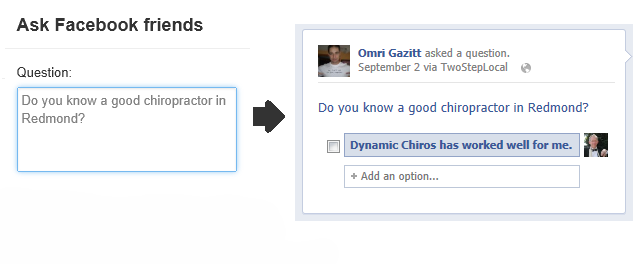 Ask Facebook friends
Question:
Do you know a good chiropractor in
Redmond?
Omri Gazitt asked a question.
September 2 via TwoStepLocal
Do you know a good chiropractor in Redmond?
Dynamic Chiros has worked well for me.
+ Add an option...